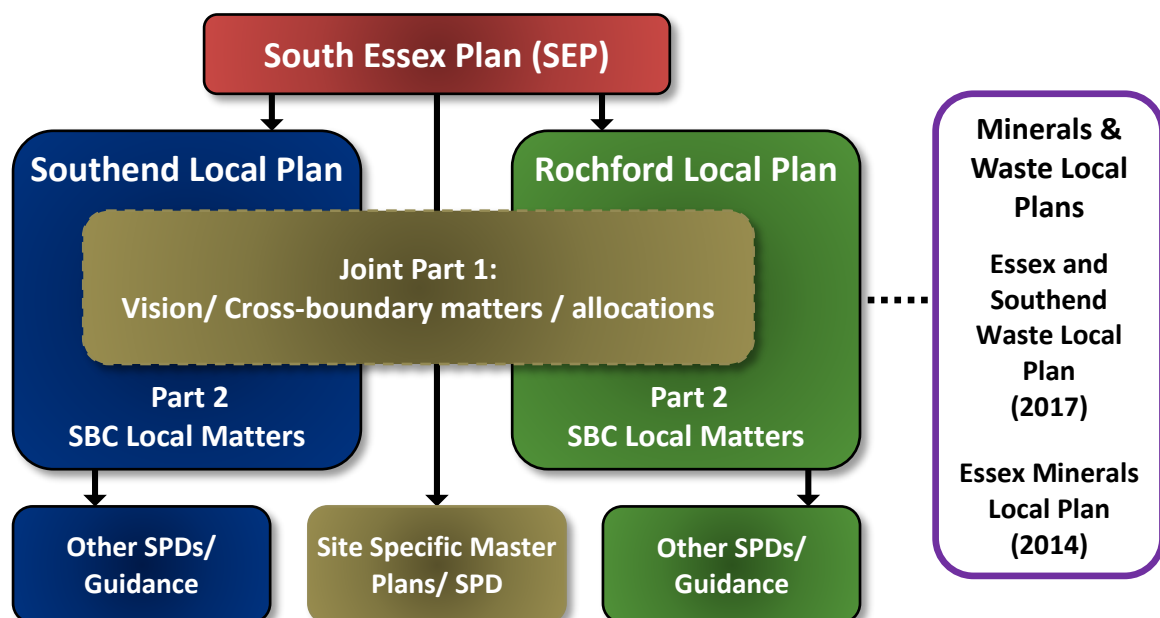 South Essex Plan (SEP)
Southend Local Plan
Rochford Local Plan
Joint Part 1:
Vision/ Cross-boundary matters / allocations
Part 2
SBC Local Matters
Part 2
SBC Local Matters
Other SPDs/
Guidance
Site Specific Master
Plans/ SPD
Other SPDs/
Guidance
Minerals &
Waste Local
Plans
Essex and
Southend
Waste Local
Plan
(2017)
Essex Minerals
Local Plan
(2014)